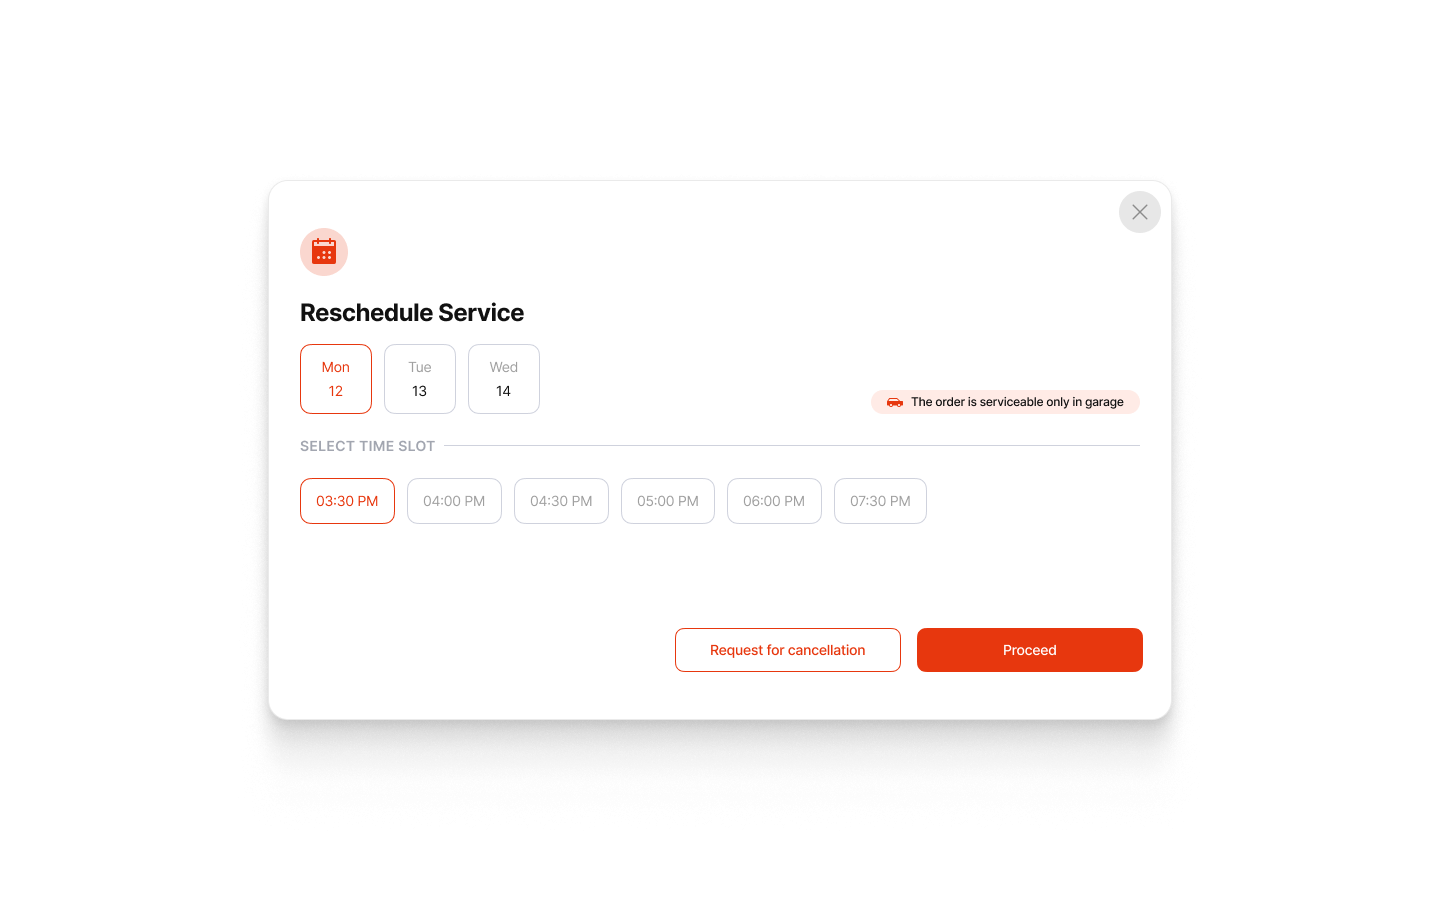 Reschedule Service
Mon Tue Wed
12 13 14
The order is serviceable only in garage
SELECT TIME SLOT
03:30 PM 04:00 PM 04:30 PM 05:00 PM 06:00 PM 07:30 PM
Request for cancellation Proceed